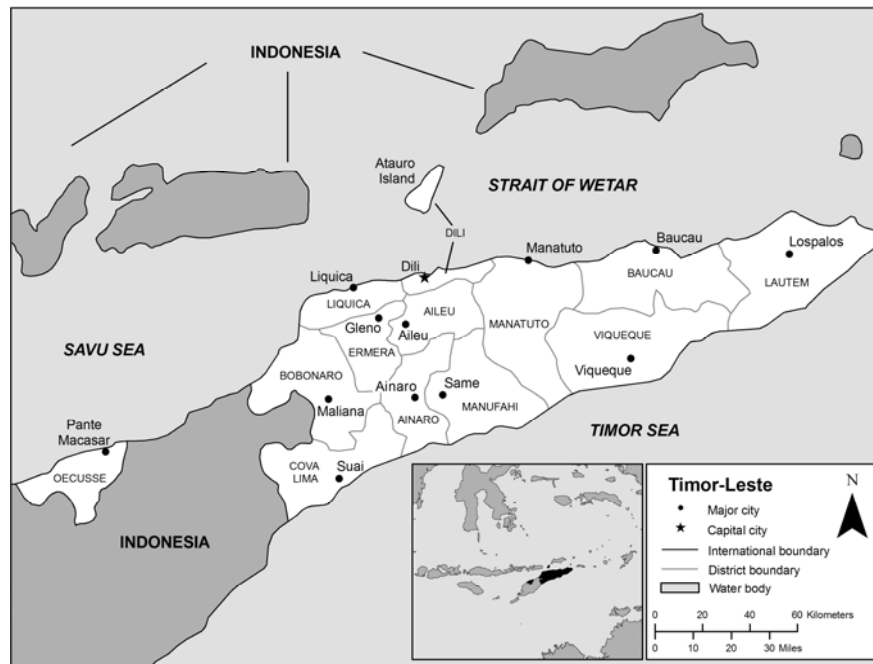 INDONESIA
Atauro
Island
STRAIT OF WETAR
DILI
Dili
Manatuto
Baucau
Lospalos
Liquica
BAUCAU
LAUTEM
LIQUICA
AILEU
Gleno
Aileu
MANATUTO
VIQUEQUE
SAVU SEA
ERMERA
Viqueque
BOBONARO
Ainaro
Same
Maliana
MANUFAHI
AINARO
TIMOR SEA
Pante
Macasar
OECUSSE
COVA
LIMA
Suai
INDONESIA
Timor-Leste
N
Major city
Capital city
International boundary
District boundary
Water body
0 20 40 60 Kilometers
0 10 20 30 Miles